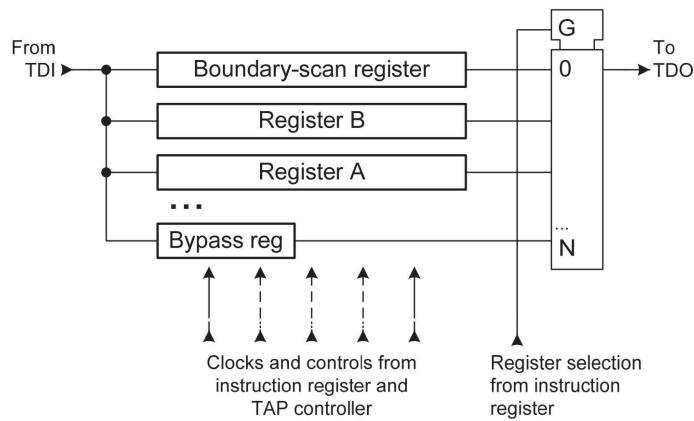 From
TDI
Boundary-scan register
G
0
To
TDO
Register B
Register A
...
Bypass reg
...
N
Clocks and controls from
instruction register and
TAP controller
Register selection
from instruction
register